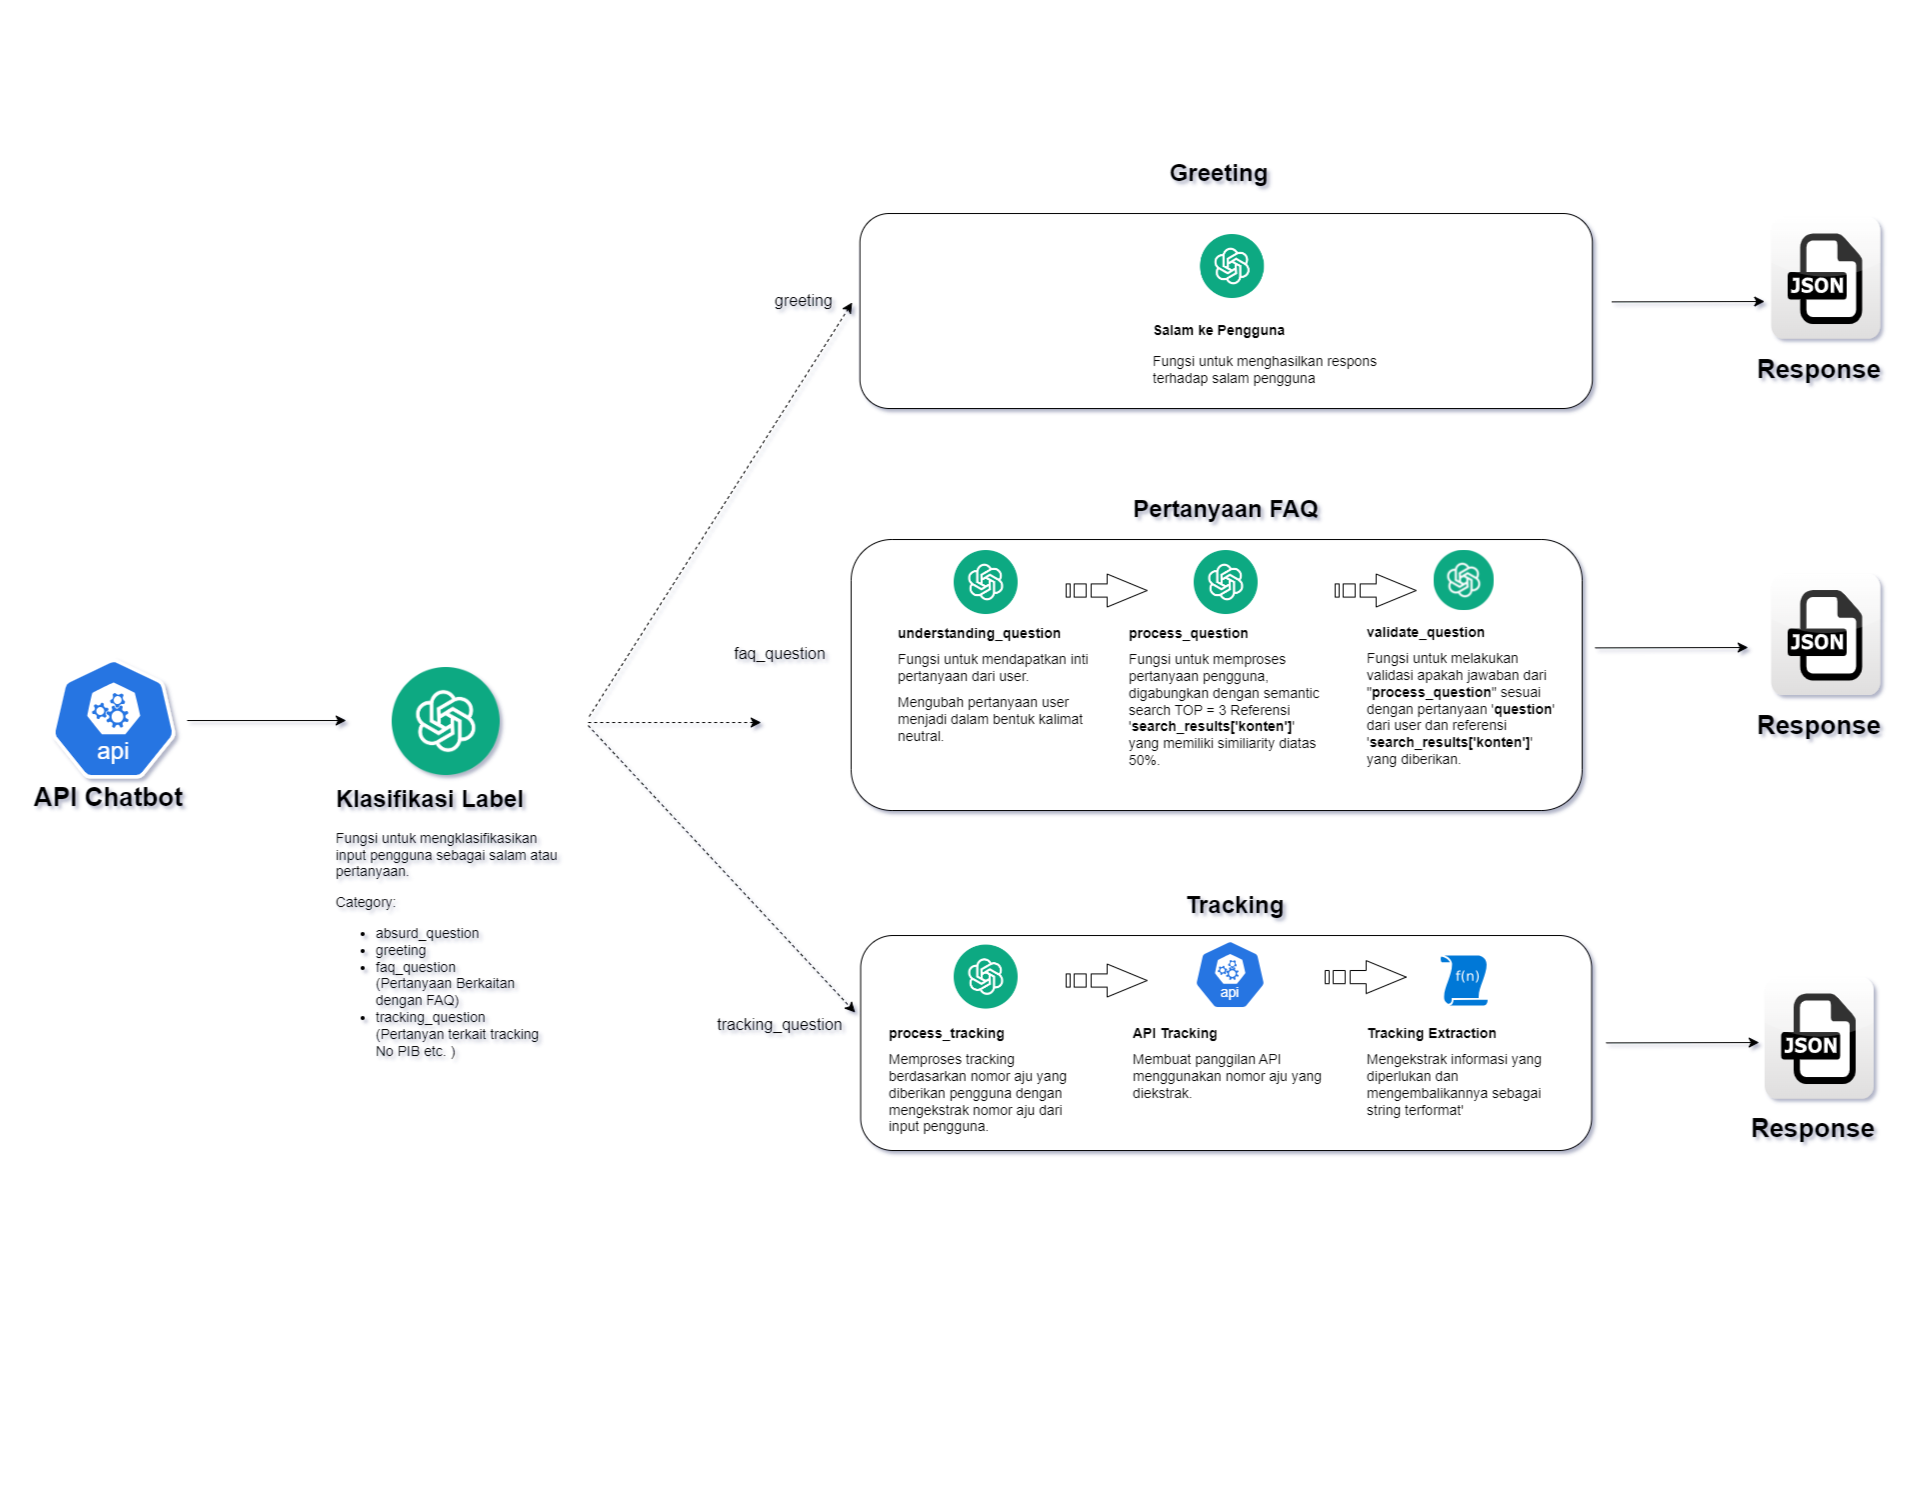 api
API Chatbot
Klasifikasi Label
Fungsi untuk mengklasifikasikan
input pengguna sebagai salam atau
pertanyaan.
Category:
• absurd_question
• greeting
• faq_question
(Pertanyaan Berkaitan
dengan FAQ)
• tracking_question
(Pertanyan terkait tracking
No PIB etc. )
greeting
faq_question
tracking_question
Greeting
Salam ke Pengguna
Fungsi untuk menghasilkan respons
terhadap salam pengguna
JSON
Response
Pertanyaan FAQ
understanding_question
Fungsi untuk mendapatkan inti
pertanyaan dari user.
Mengubah pertanyaan user
menjadi dalam bentuk kalimat
neutral.
process_question
Fungsi untuk memproses
pertanyaan pengguna,
digabungkan dengan semantic
search TOP = 3 Referensi
'search_results['konten']'
yang memiliki similiarity diatas
50%.
validate_question
Fungsi untuk melakukan
validasi apakah jawaban dari
"process_question" sesuai
dengan pertanyaan 'question'
dari user dan referensi
'search_results['konten']'
yang diberikan.
JSON
Response
Tracking
process_tracking
Memproses tracking
berdasarkan nomor aju yang
diberikan pengguna dengan
mengekstrak nomor aju dari
input pengguna.
api
API Tracking
Membuat panggilan API
menggunakan nomor aju yang
diekstrak.
f(n)
Tracking Extraction
Mengekstrak informasi yang
diperlukan dan
mengembalikannya sebagai
string terformat'
JSON
Response